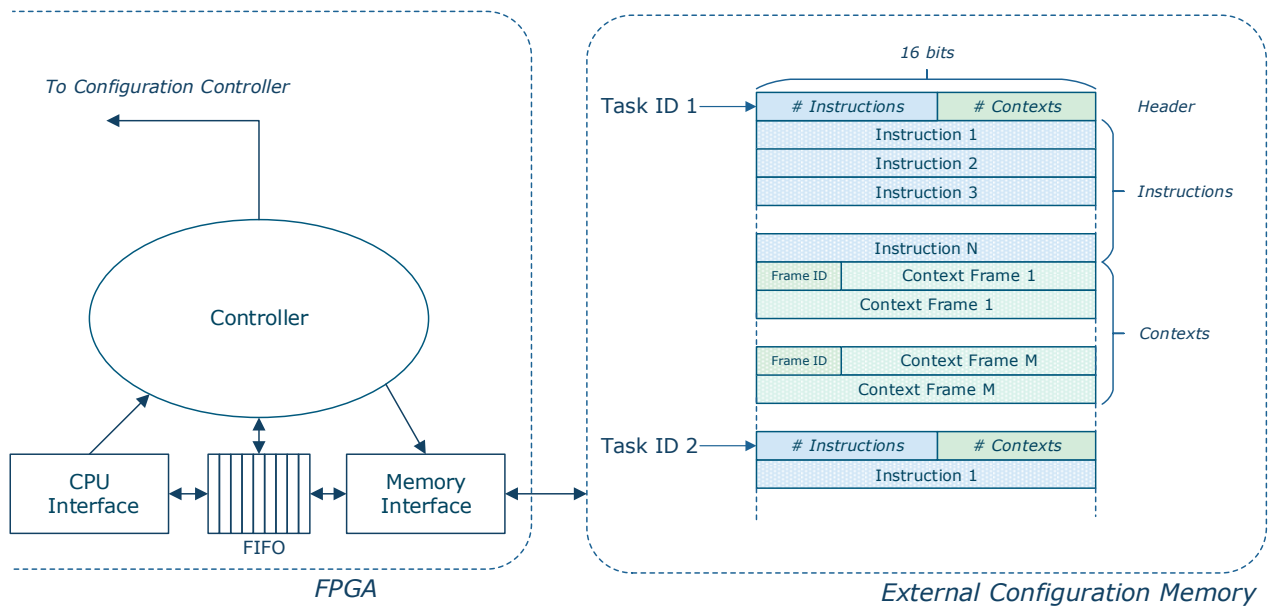 To Configuration Controller
Controller
CPU
Interface
FIFO
Memory
Interface
FPGA
16 bits
Task ID 1
# Instructions
# Contexts
Header
Instruction 1
Instruction 2
Instruction 3
Instructions
Instruction N
Frame ID
Context Frame 1
Context Frame 1
Contexts
Frame ID
Context Frame M
Context Frame M
Task ID 2
# Instructions
# Contexts
Instruction 1
External Configuration Memory